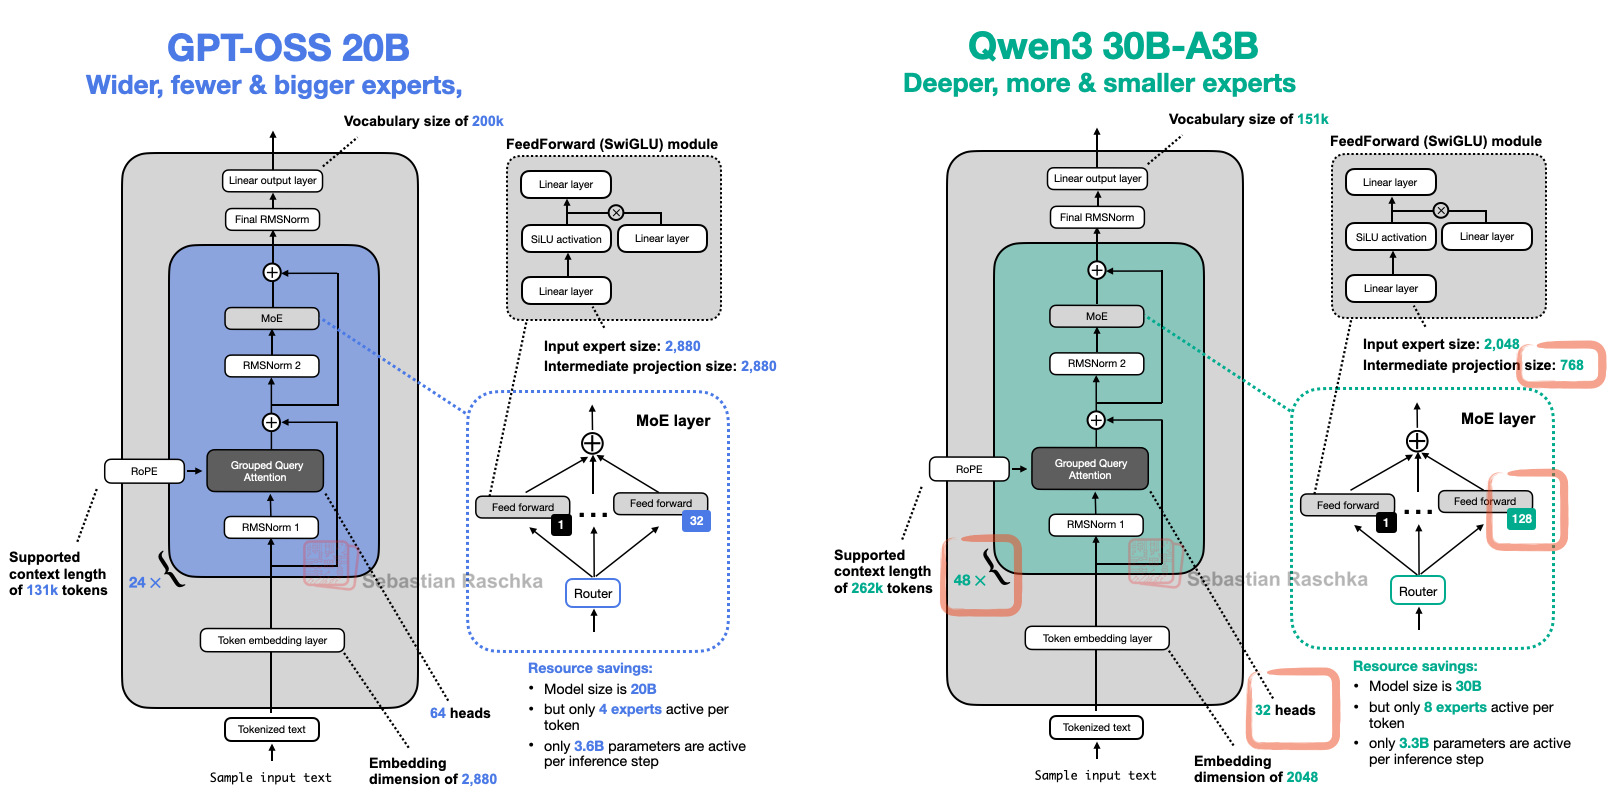 GPT-OSS 20B
Wider, fewer & bigger experts,
Vocabulary size of 200k
FeedForward (SwiGLU) module
Linear output layer
Linear layer
Final RMSNorm
SiLU activation
Linear layer
Linear layer
MoE
RMSNorm 2
Input expert size: 2,880
Intermediate projection size: 2,880
MoE layer
RoPE
Grouped Query
Attention
Feed forward
1
...
Feed forward
32
RMSNorm 1
Supported
context length
of 131k tokens
24 ×
Sebastian Raschka
Router
Token embedding layer
Resource savings:
• Model size is 20B
• but only 4 experts active per
token
• only 3.6B parameters are active
per inference step
64 heads
Tokenized text
Embedding
dimension of 2,880
Sample input text
Qwen3 30B-A3B
Deeper, more & smaller experts
Vocabulary size of 151k
FeedForward (SwiGLU) module
Linear output layer
Linear layer
Final RMSNorm
SiLU activation
Linear layer
Linear layer
MoE
RMSNorm 2
Input expert size: 2,048
Intermediate projection size: 768
MoE layer
RoPE
Grouped Query
Attention
Feed forward
1
...
Feed forward
128
RMSNorm 1
Supported
context length
of 262k tokens
48 ×
Sebastian Raschka
Router
Token embedding layer
Resource savings:
• Model size is 30B
• but only 8 experts active per
token
• only 3.3B parameters are active
per inference step
32 heads
Tokenized text
Embedding
dimension of 2048
Sample input text